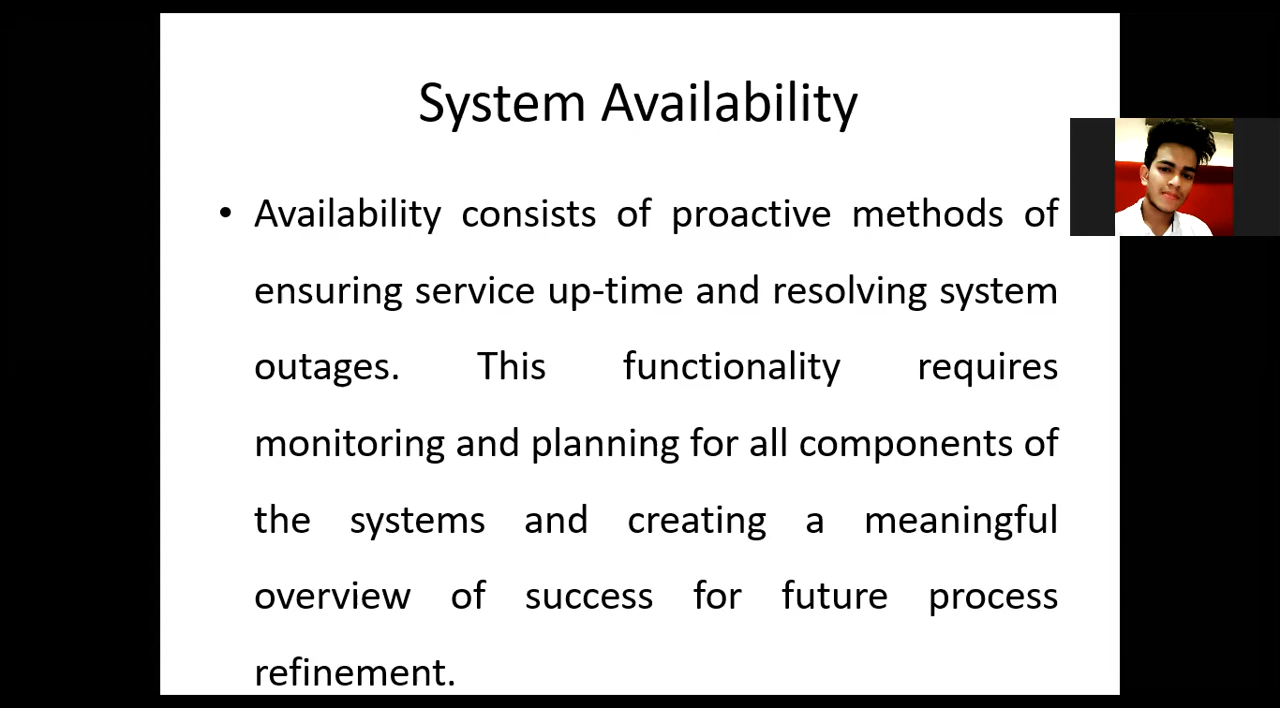 System Availability
• Availability consists of proactive methods of
ensuring service up-time and resolving system
outages. This functionality requires
monitoring and planning for all components of
the systems and creating a meaningful
overview of success for future process
refinement.